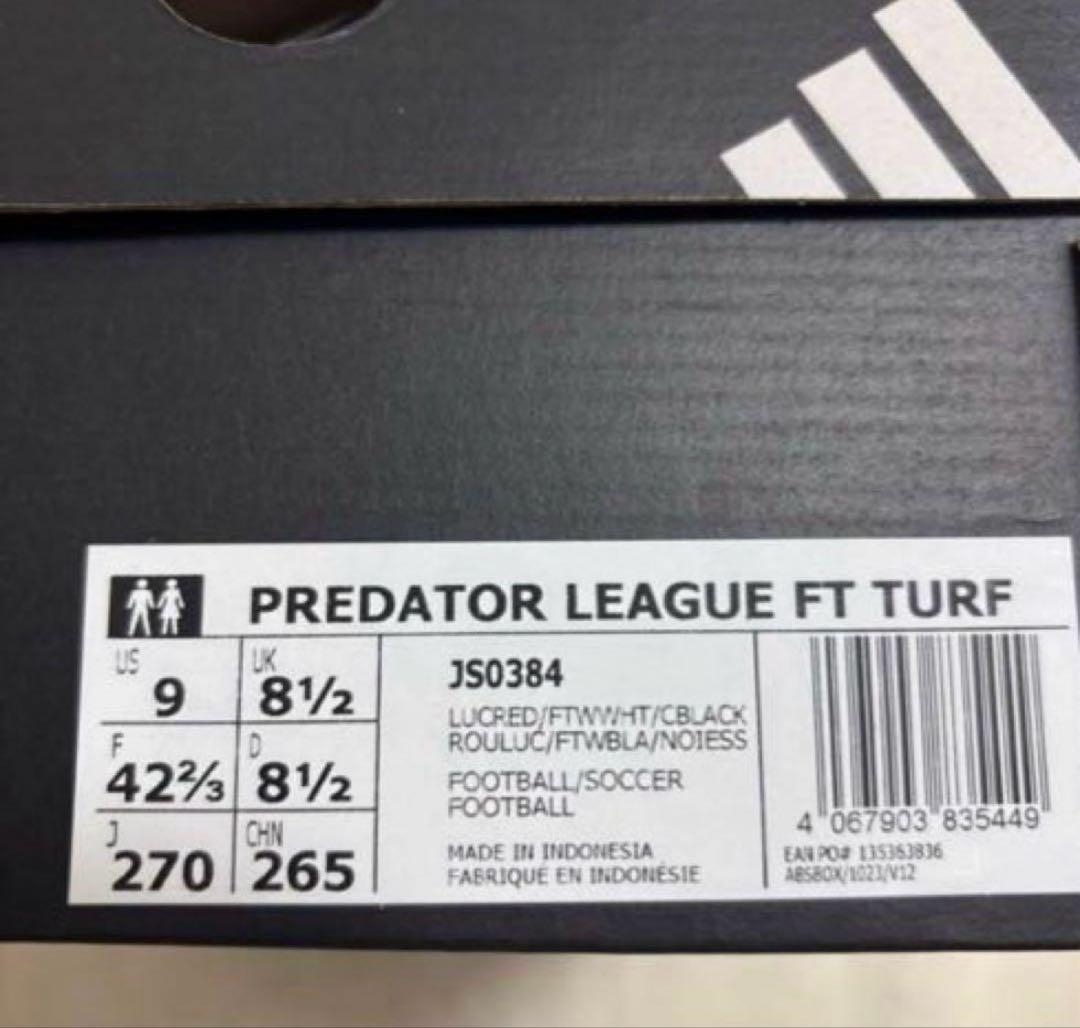 PREDATOR LEAGUE FT TURF
US
9
UK
8½
F
42⅔
D
8½
J
270
CHN
265
JS0384
LUCRED/FTWWHT/CBLACK
ROULUC/FTWBLA/NOIESS
FOOTBALL/SOCCER
FOOTBALL
MADE IN INDONESIA
FABRIQUÉ EN INDONÉSIE
4 067903 835449
EAN PO# 135363836
ABSBOX/1023/V12